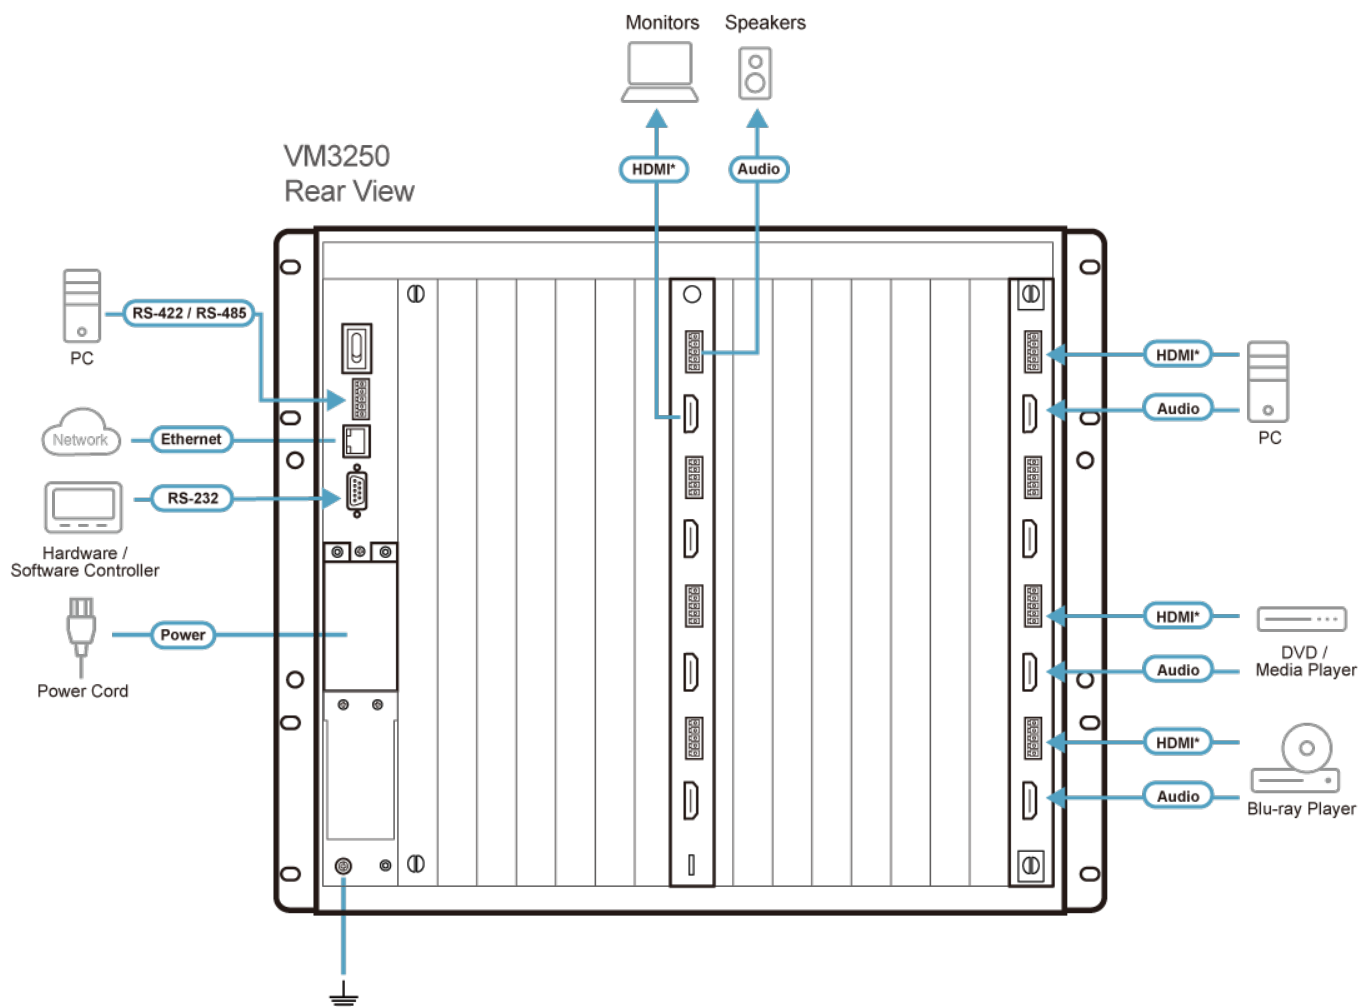 Monitors
Speakers
HDMI*
Audio
VM3250
Rear View
RS-422 / RS-485
PC
Network
Ethernet
RS-232
Hardware /
Software Controller
Power
Power Cord
HDMI*
Audio
PC
HDMI*
Audio
DVD /
Media Player
HDMI*
Audio
Blu-ray Player